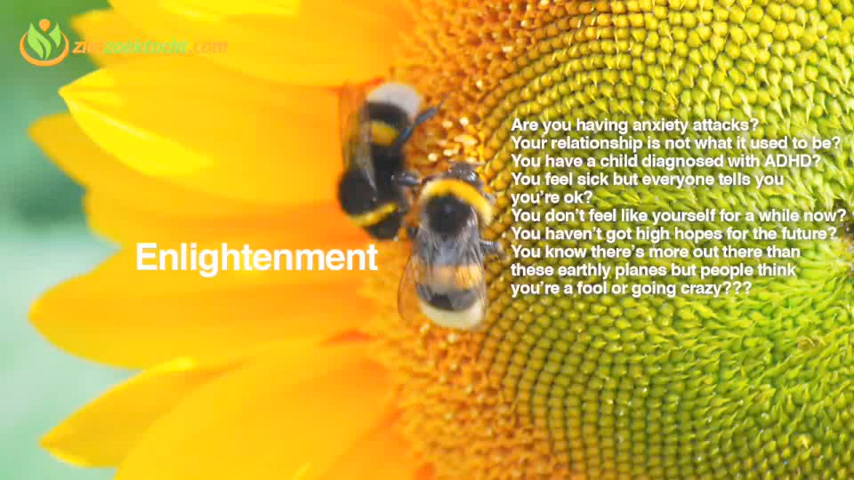 Enlightenment
Are you having anxiety attacks?
Your relationship is not what it used to be?
You have a child diagnosed with ADHD?
You feel sick but everyone tells you
you're ok?
You don't feel like yourself for a while now?
You haven't got high hopes for the future?
You know there's more out there than
these earthly planes but people think
you're a fool or going crazy???